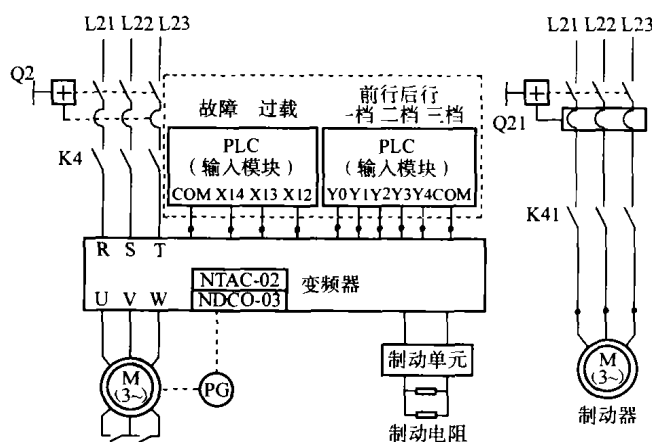 L21 L22 L23
L21 L22 L23
Q2
故障 过载
前行后行
一档 二档 三档
Q21
PLC
(输入模块)
PLC
(输入模块)
K4
COM X14 X13 X12
Y0 Y1 Y2 Y3 Y4 COM
K41
R S T
NTAC-02
变频器
NDCO-03
U V W
制动单元
M
(3~)
PG
M
(3~)
制动器
制动电阻